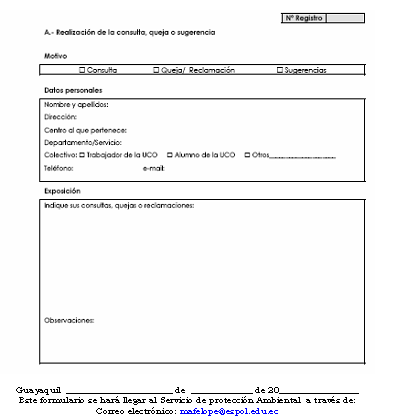 Nº Registro
A.- Realización de la consulta, queja o sugerencia
Motivo
☐ Consulta ☐ Queja/ Reclamación ☐ Sugerencias
Datos personales
Nombre y apellidos:
Dirección:
Centro al que pertenece:
Departamento/Servicio:
Colectivo: ☐ Trabajador de la UCO ☐ Alumno de la UCO ☐ Otros_______________
Teléfono: e-mail:
Exposición
Indique sus consultas, quejas o reclamaciones:
Observaciones:
Guayaquil ____________________ de ____________ de 20_______________
Este formulario se hará llegar al Servicio de protección Ambiental a través de:
Correo electrónico: mafelope@espol.edu.ec